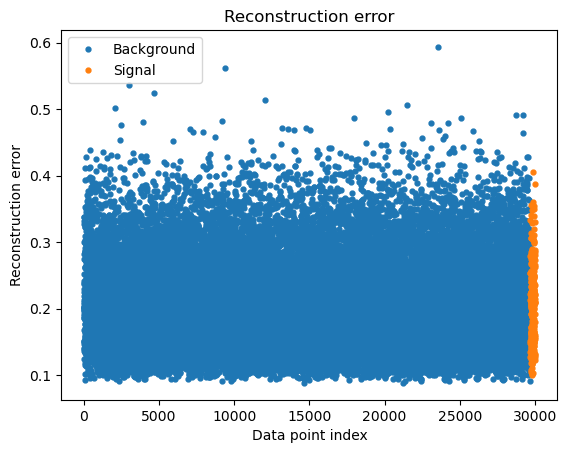 Reconstruction error
Background
Signal
Reconstruction error
0.6
0.5
0.4
0.3
0.2
0.1
0 5000 10000 15000 20000 25000 30000
Data point index